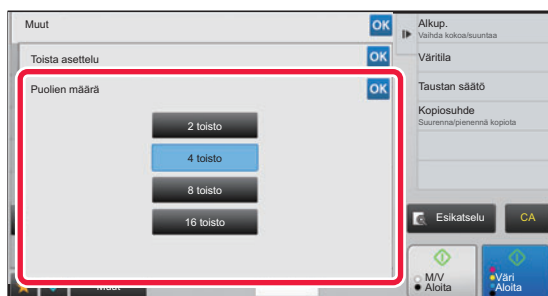 Muut
OK
Toista asettelu
OK
Puolien määrä
OK
2 toisto
4 toisto
8 toisto
16 toisto
Alkup.
Vaihda kokoa/suuntaa
Väritila
Taustan säätö
Kopiosuhde
Suurenna/pienennä kopiota
Esikatselu
CA
M/V
Aloita
Väri
Aloita
Muut